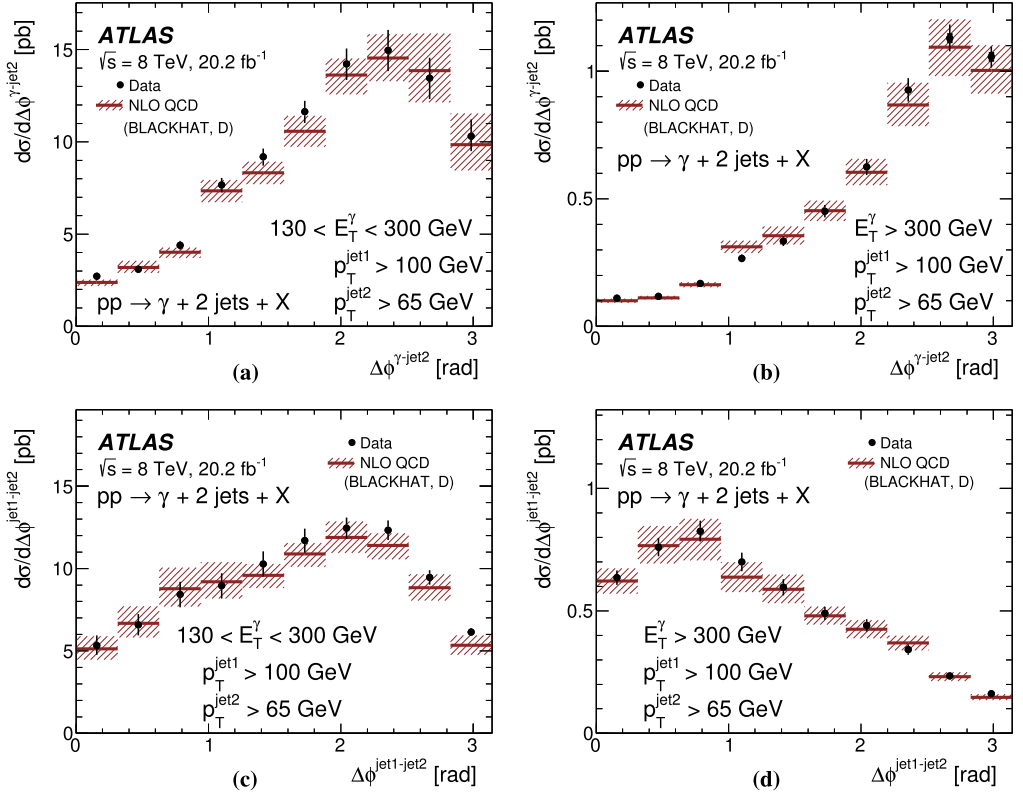 dσ/dΔϕ^γ-jet2 [pb]
ATLAS
√s = 8 TeV, 20.2 fb^-1
Data
NLO QCD
(BLACKHAT, D)
130 < E_T^γ < 300 GeV
p_T^jet1 > 100 GeV
p_T^jet2 > 65 GeV
pp → γ + 2 jets + X
15
10
5
0
0 1 2 3
Δϕ^γ-jet2 [rad]
(a)
dσ/dΔϕ^γ-jet2 [pb]
ATLAS
√s = 8 TeV, 20.2 fb^-1
Data
NLO QCD
(BLACKHAT, D)
pp → γ + 2 jets + X
E_T^γ > 300 GeV
p_T^jet1 > 100 GeV
p_T^jet2 > 65 GeV
1
0.5
0
0 1 2 3
Δϕ^γ-jet2 [rad]
(b)
dσ/dΔϕ^jet1-jet2 [pb]
ATLAS
√s = 8 TeV, 20.2 fb^-1
pp → γ + 2 jets + X
Data
NLO QCD
(BLACKHAT, D)
130 < E_T^γ < 300 GeV
p_T^jet1 > 100 GeV
p_T^jet2 > 65 GeV
15
10
5
0
0 1 2 3
Δϕ^jet1-jet2 [rad]
(c)
dσ/dΔϕ^jet1-jet2 [pb]
ATLAS
√s = 8 TeV, 20.2 fb^-1
pp → γ + 2 jets + X
Data
NLO QCD
(BLACKHAT, D)
E_T^γ > 300 GeV
p_T^jet1 > 100 GeV
p_T^jet2 > 65 GeV
1
0.5
0
0 1 2 3
Δϕ^jet1-jet2 [rad]
(d)